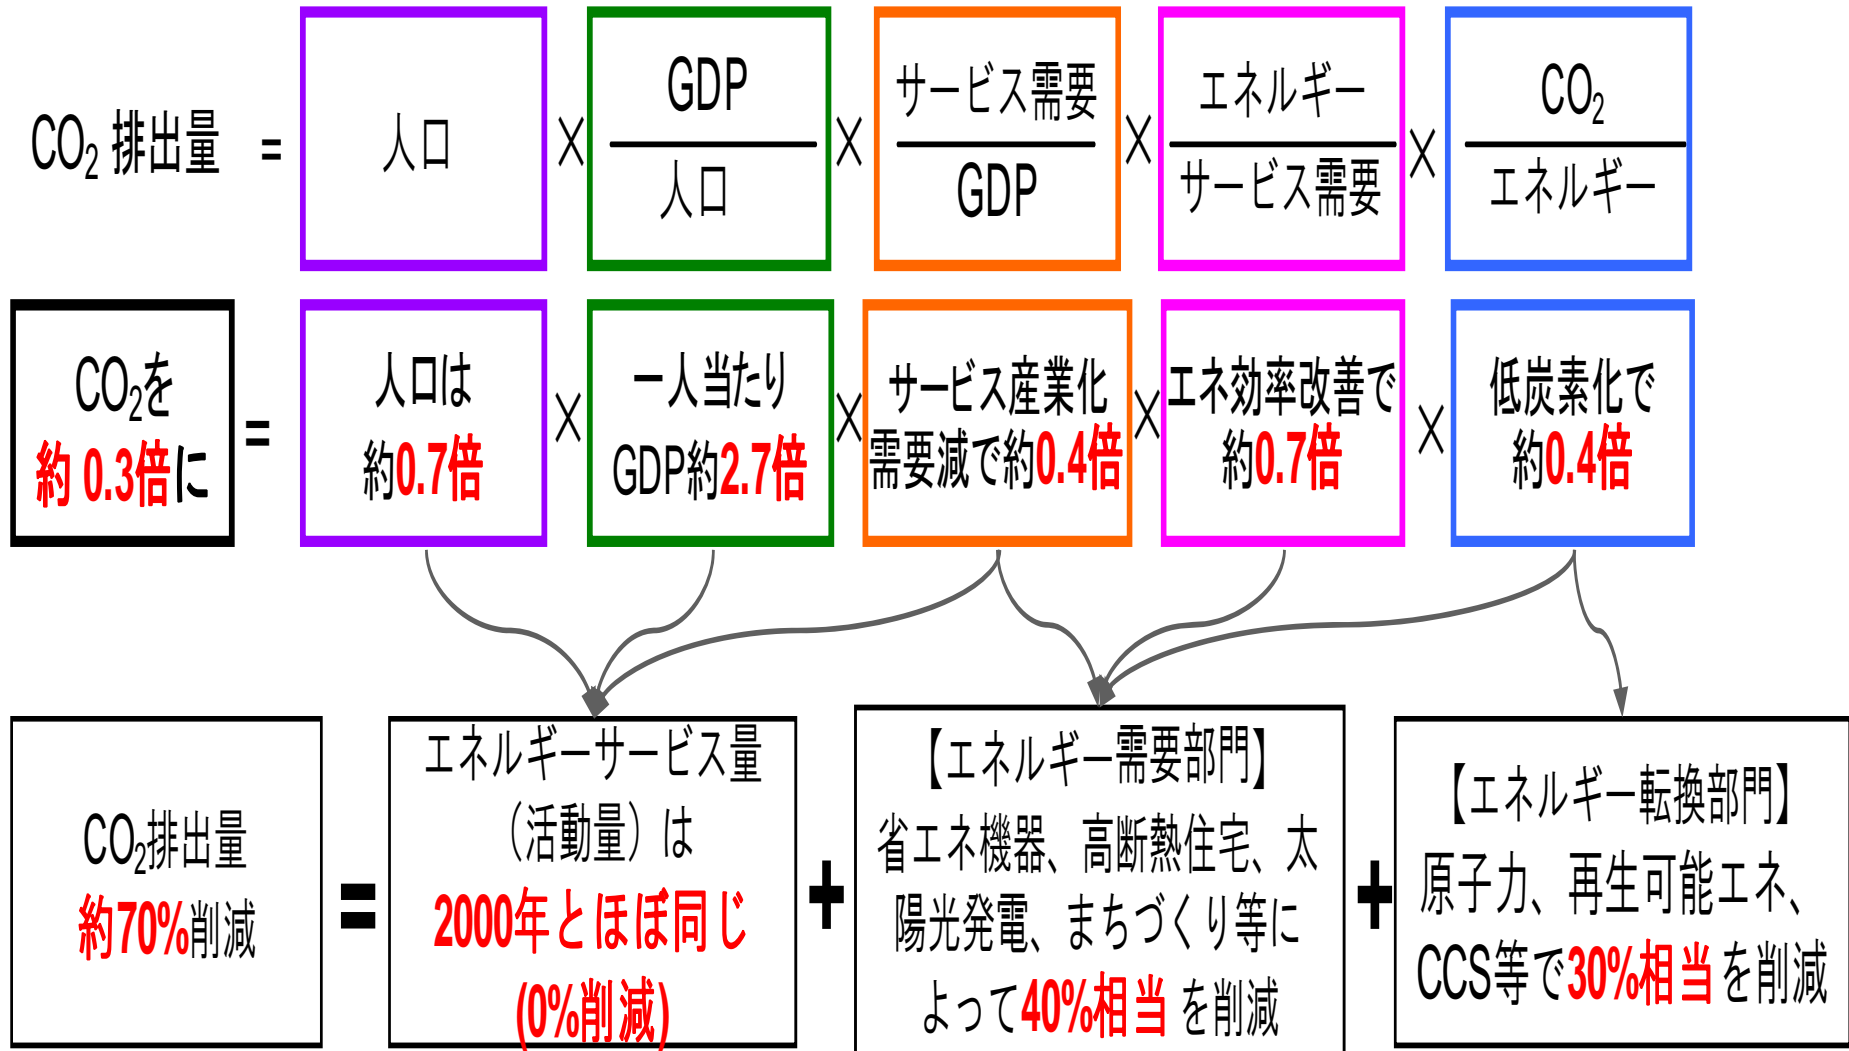 CO₂ 排出量 = 人口 × GDP/人口 × サービス需要/GDP × エネルギー/サービス需要 × CO₂/エネルギー
CO₂を
約 0.3倍に
=
人口は
約0.7倍
×
一人当たり
GDP約2.7倍
×
サービス産業化
需要減で約0.4倍
×
エネ効率改善で
約0.7倍
×
低炭素化で
約0.4倍
CO₂排出量
約70%削減
=
エネルギーサービス量
（活動量）は
2000年とほぼ同じ
(0%削減)
+
【エネルギー需要部門】
省エネ機器、高断熱住宅、太
陽光発電、まちづくり等に
よって40%相当を削減
+
【エネルギー転換部門】
原子力、再生可能エネ、
CCS等で30%相当を削減